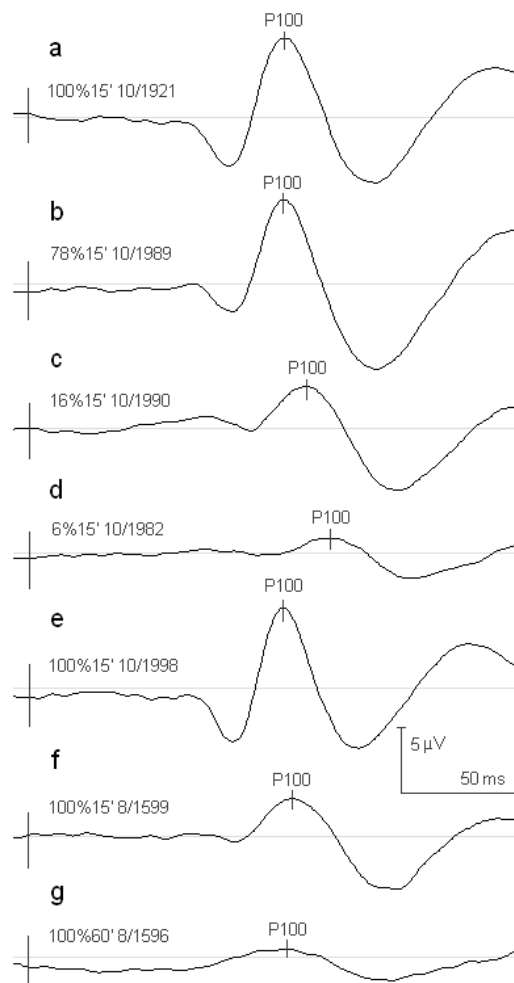 P100
a
100%15' 10/1921
P100
b
78%15' 10/1989
P100
c
16%15' 10/1990
d
P100
6%15' 10/1982
P100
e
100%15' 10/1998
5 µV
f
P100
50 ms
100%15' 8/1599
g
P100
100%60' 8/1596